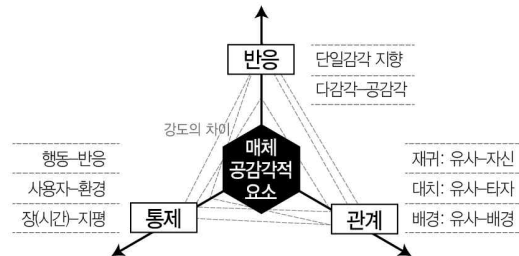 반응
단일감각 지향
다감각–공감각
강도의 차이
매체
공감각적
요소
행동–반응
사용자–환경
장(시간)–지평
통제
재귀: 유사–자신
대치: 유사–타자
배경: 유사–배경
관계